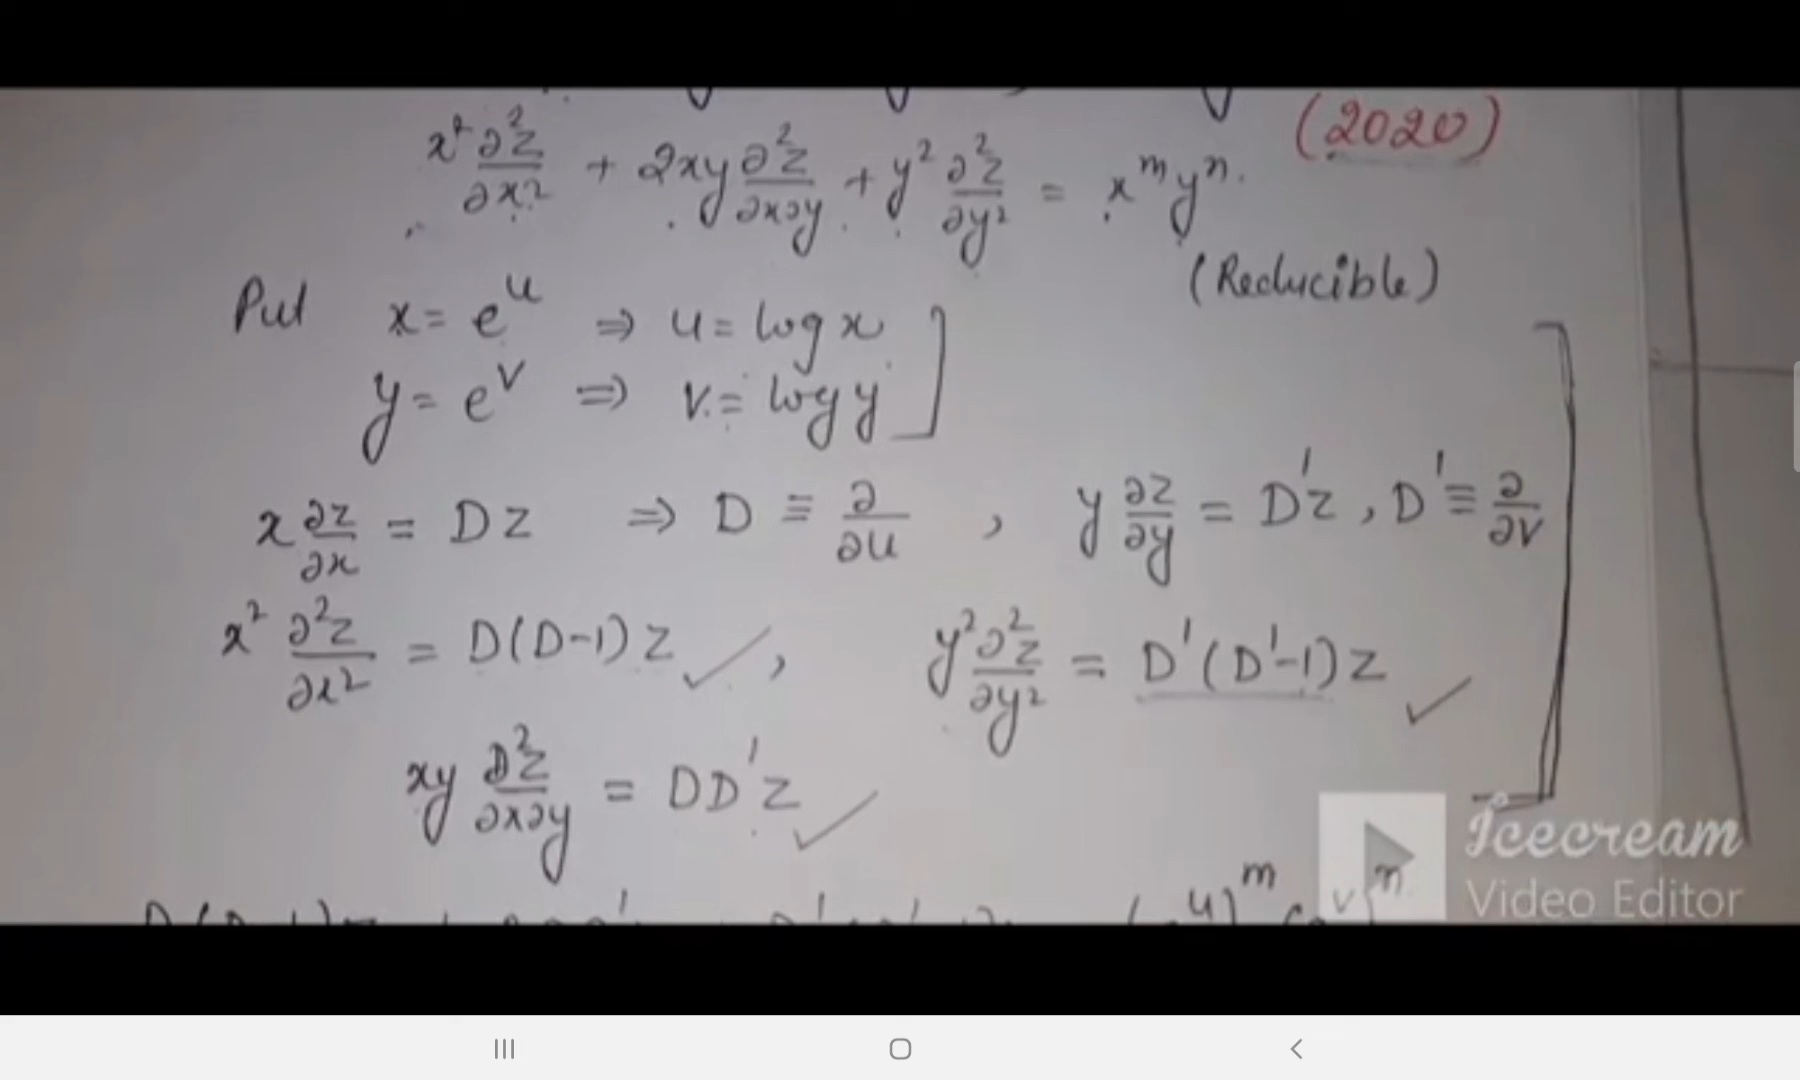 (2020)
x² ∂²z/∂x² + 2xy ∂²z/∂x∂y + y² ∂²z/∂y² = x^m y^n.
(Reducible)
Put x = e^u ⇒ u = log x
y = e^v ⇒ v = log y
x ∂z/∂x = Dz ⇒ D ≡ ∂/∂u , y ∂z/∂y = D'z , D' ≡ ∂/∂v
x² ∂²z/∂x² = D(D-1)z ✓, y² ∂²z/∂y² = D'(D'-1)z ✓
xy D²z/∂x∂y = DD'z ✓
Icecream
Video Editor